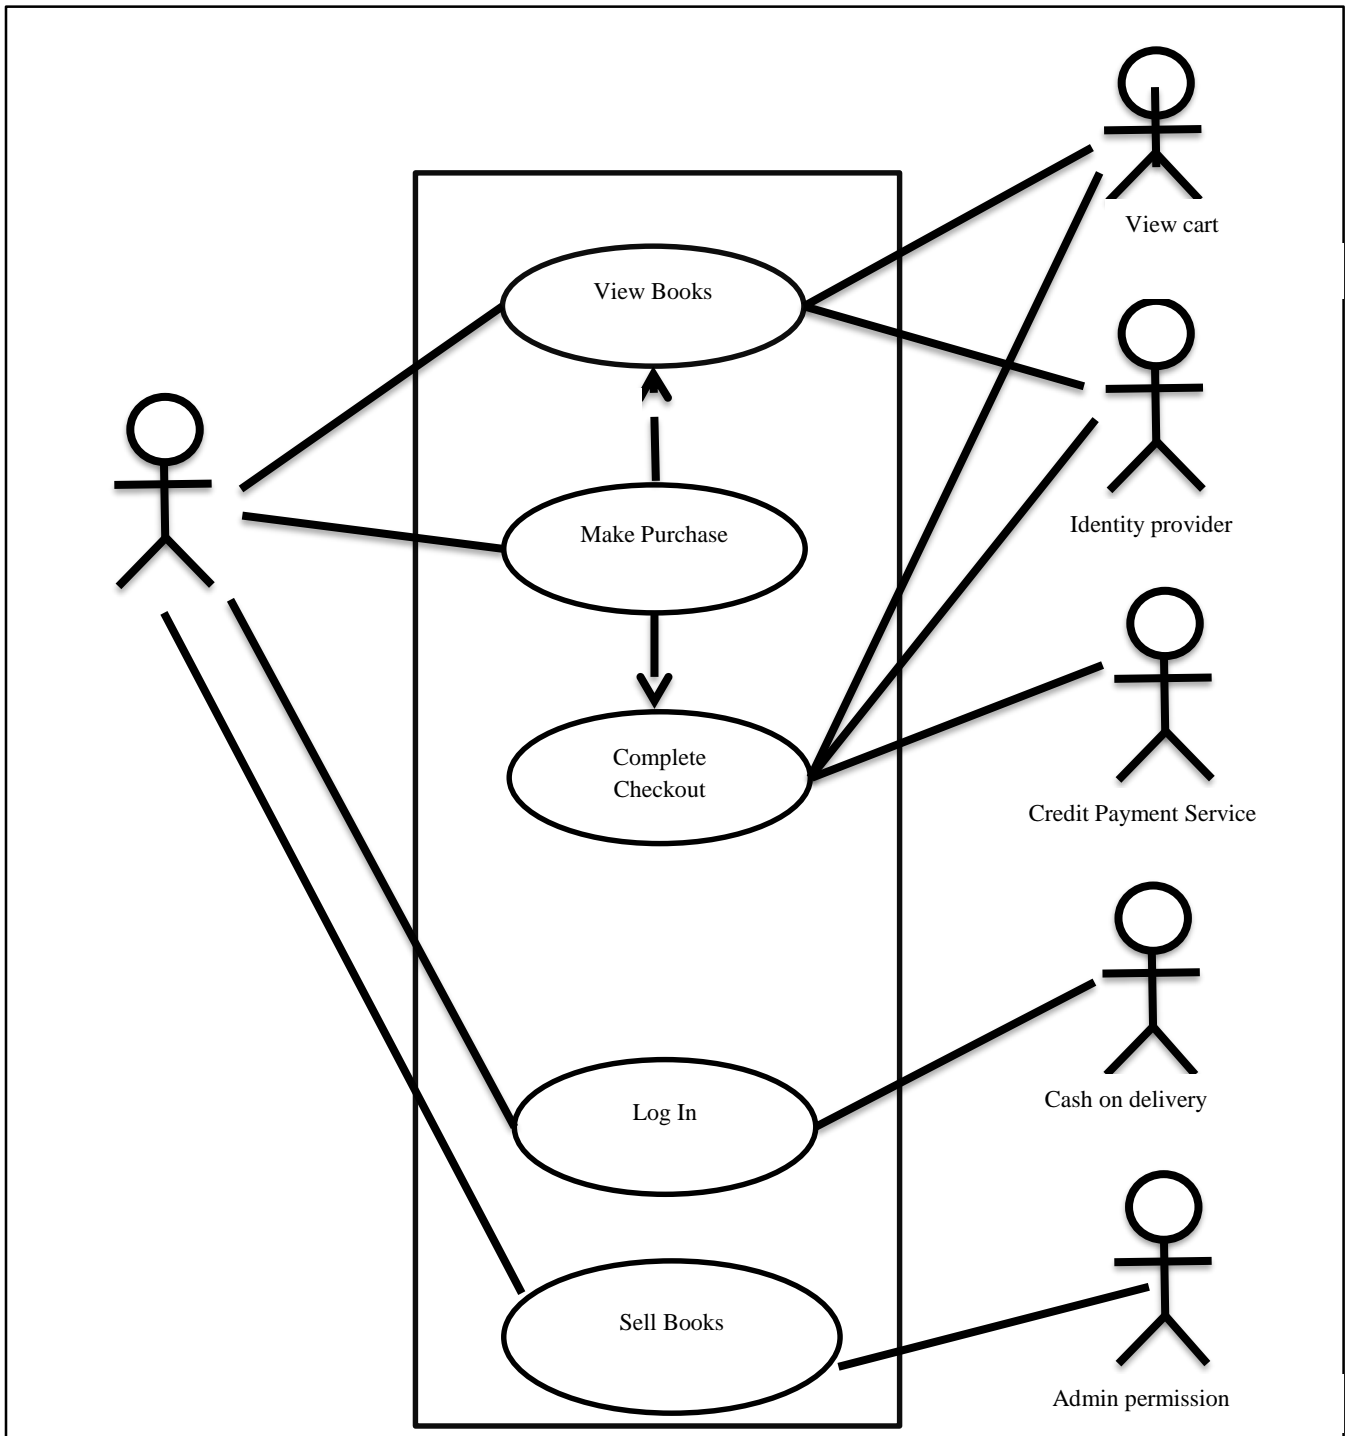 View cart
View Books
Make Purchase
Identity provider
Complete
Checkout
Credit Payment Service
Log In
Cash on delivery
Sell Books
Admin permission